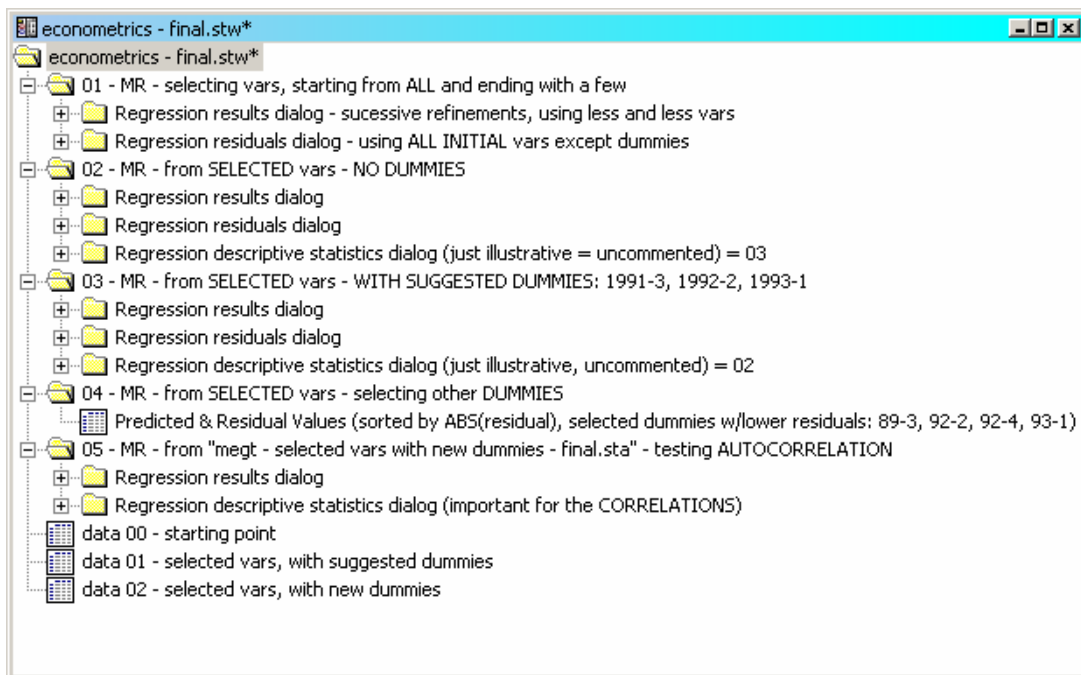 econometrics - final.stw*
econometrics - final.stw*
01 - MR - selecting vars, starting from ALL and ending with a few
Regression results dialog - sucessive refinements, using less and less vars
Regression residuals dialog - using ALL INITIAL vars except dummies
02 - MR - from SELECTED vars - NO DUMMIES
Regression results dialog
Regression residuals dialog
Regression descriptive statistics dialog (just illustrative = uncommented) = 03
03 - MR - from SELECTED vars - WITH SUGGESTED DUMMIES: 1991-3, 1992-2, 1993-1
Regression results dialog
Regression residuals dialog
Regression descriptive statistics dialog (just illustrative, uncommented) = 02
04 - MR - from SELECTED vars - selecting other DUMMIES
Predicted & Residual Values (sorted by ABS(residual), selected dummies w/lower residuals: 89-3, 92-2, 92-4, 93-1)
05 - MR - from "megt - selected vars with new dummies - final.sta" - testing AUTOCORRELATION
Regression results dialog
Regression descriptive statistics dialog (important for the CORRELATIONS)
data 00 - starting point
data 01 - selected vars, with suggested dummies
data 02 - selected vars, with new dummies